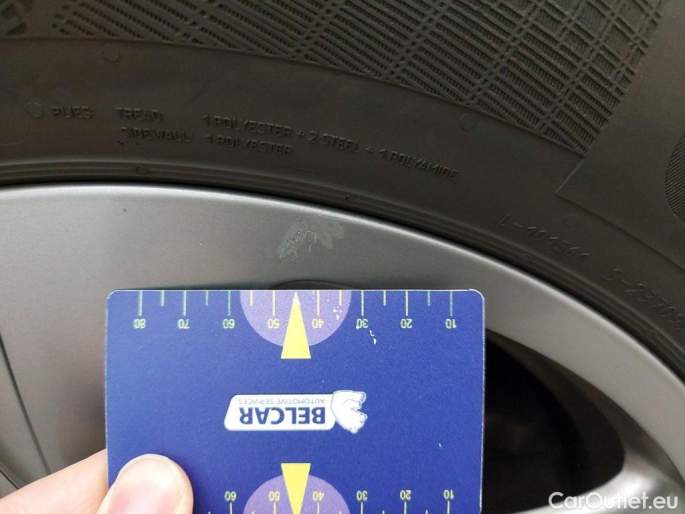 PLIES TREAD 1 POLYESTER + 2 STEEL + 1 POLYAMIDE
SIDEWALL 1 POLYESTER
80 70 60 50 40 30 20 10
BELCAR
AUTOMOTIVE SERVICES
60 50 40 30 20 10
CarOutlet.eu